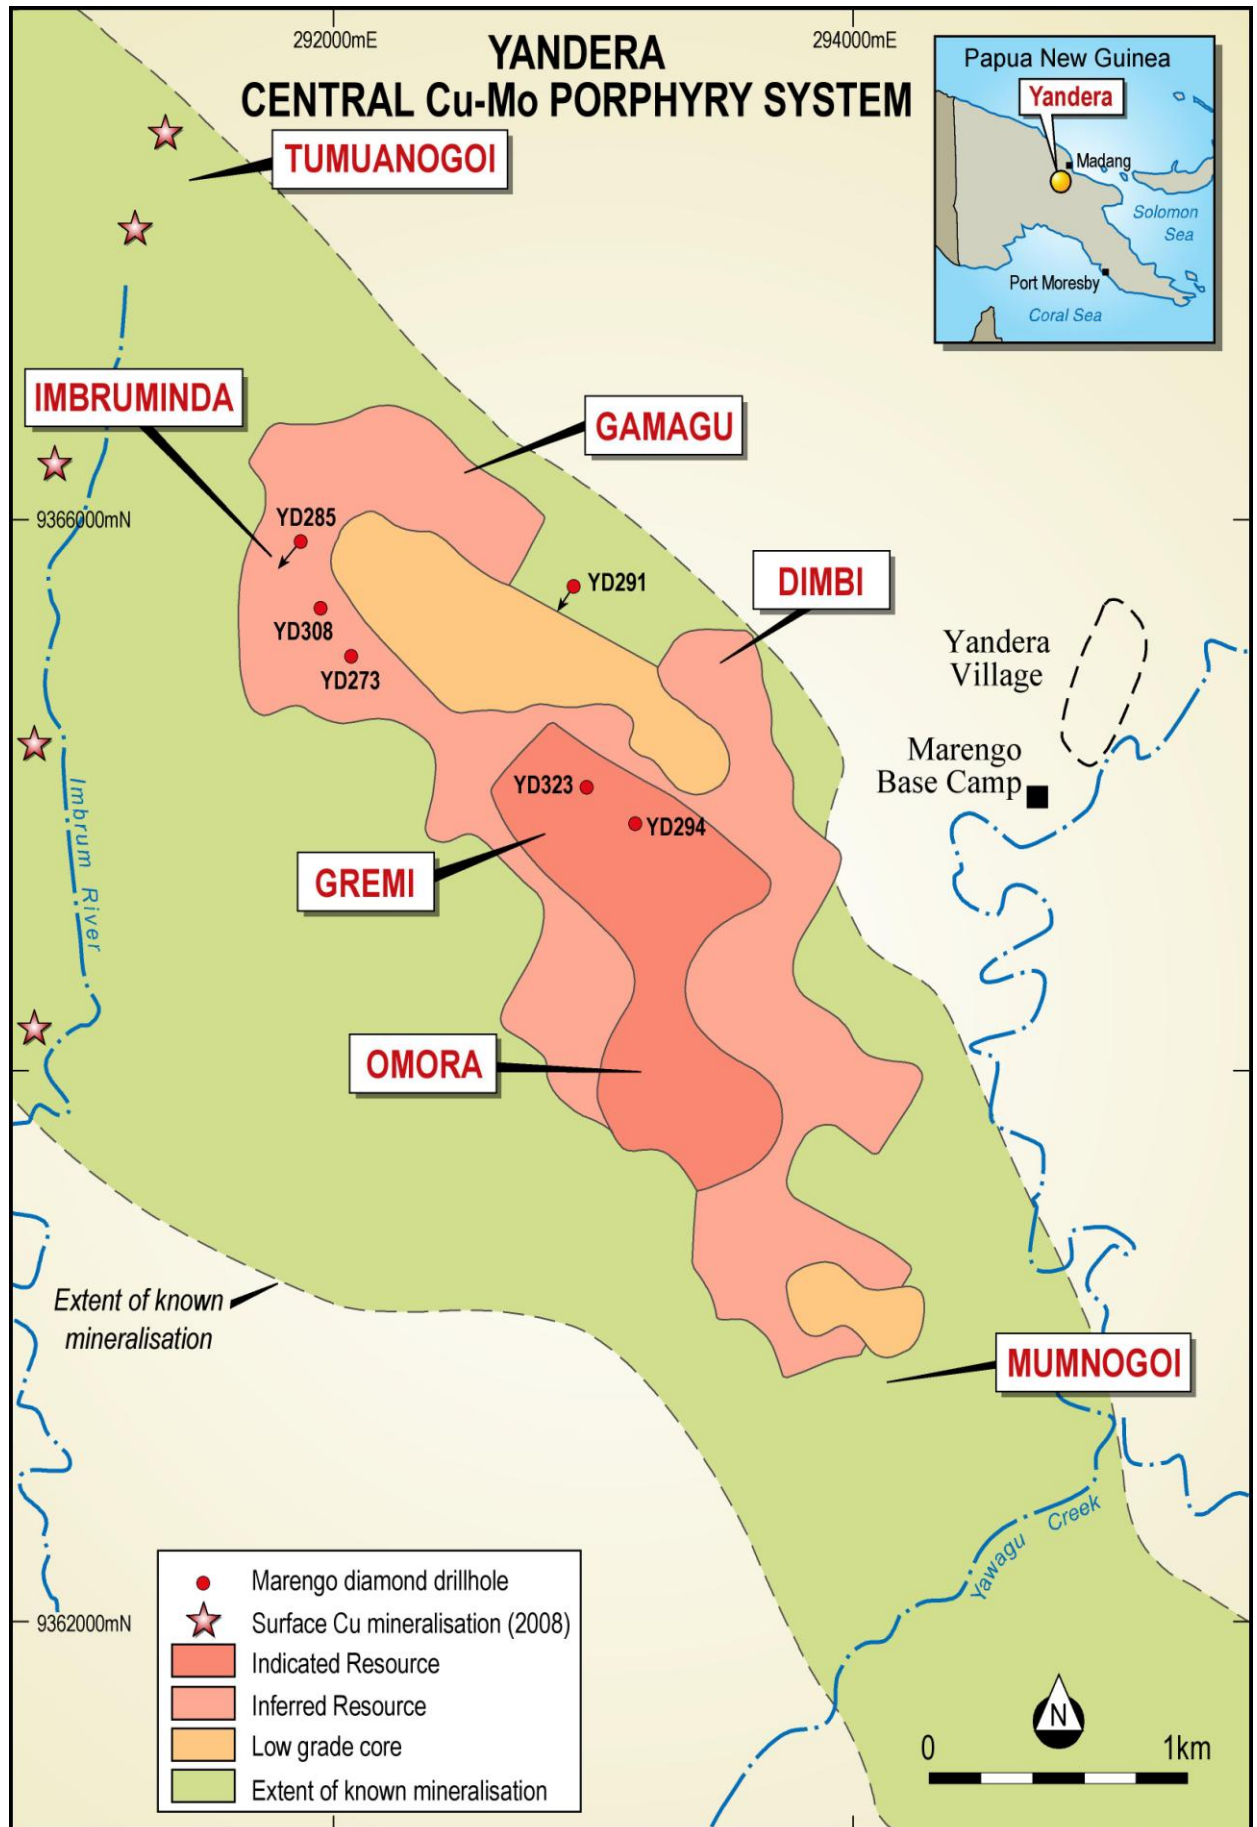 292000mE
294000mE
YANDERA
CENTRAL Cu-Mo PORPHYRY SYSTEM
Papua New Guinea
Yandera
Madang
Solomon
Sea
Port Moresby
Coral Sea
TUMUANOGOI
IMBRUMINDA
GAMAGU
9366000mN
YD285
YD291
DIMBI
YD308
YD273
Yandera
Village
Marengo
Base Camp
YD323
YD294
Imbrum River
GREMI
OMORA
Extent of known
mineralisation
MUMNOGOI
Yawagu Creek
9362000mN
Marengo diamond drillhole
Surface Cu mineralisation (2008)
Indicated Resource
Inferred Resource
Low grade core
Extent of known mineralisation
N
0 1km